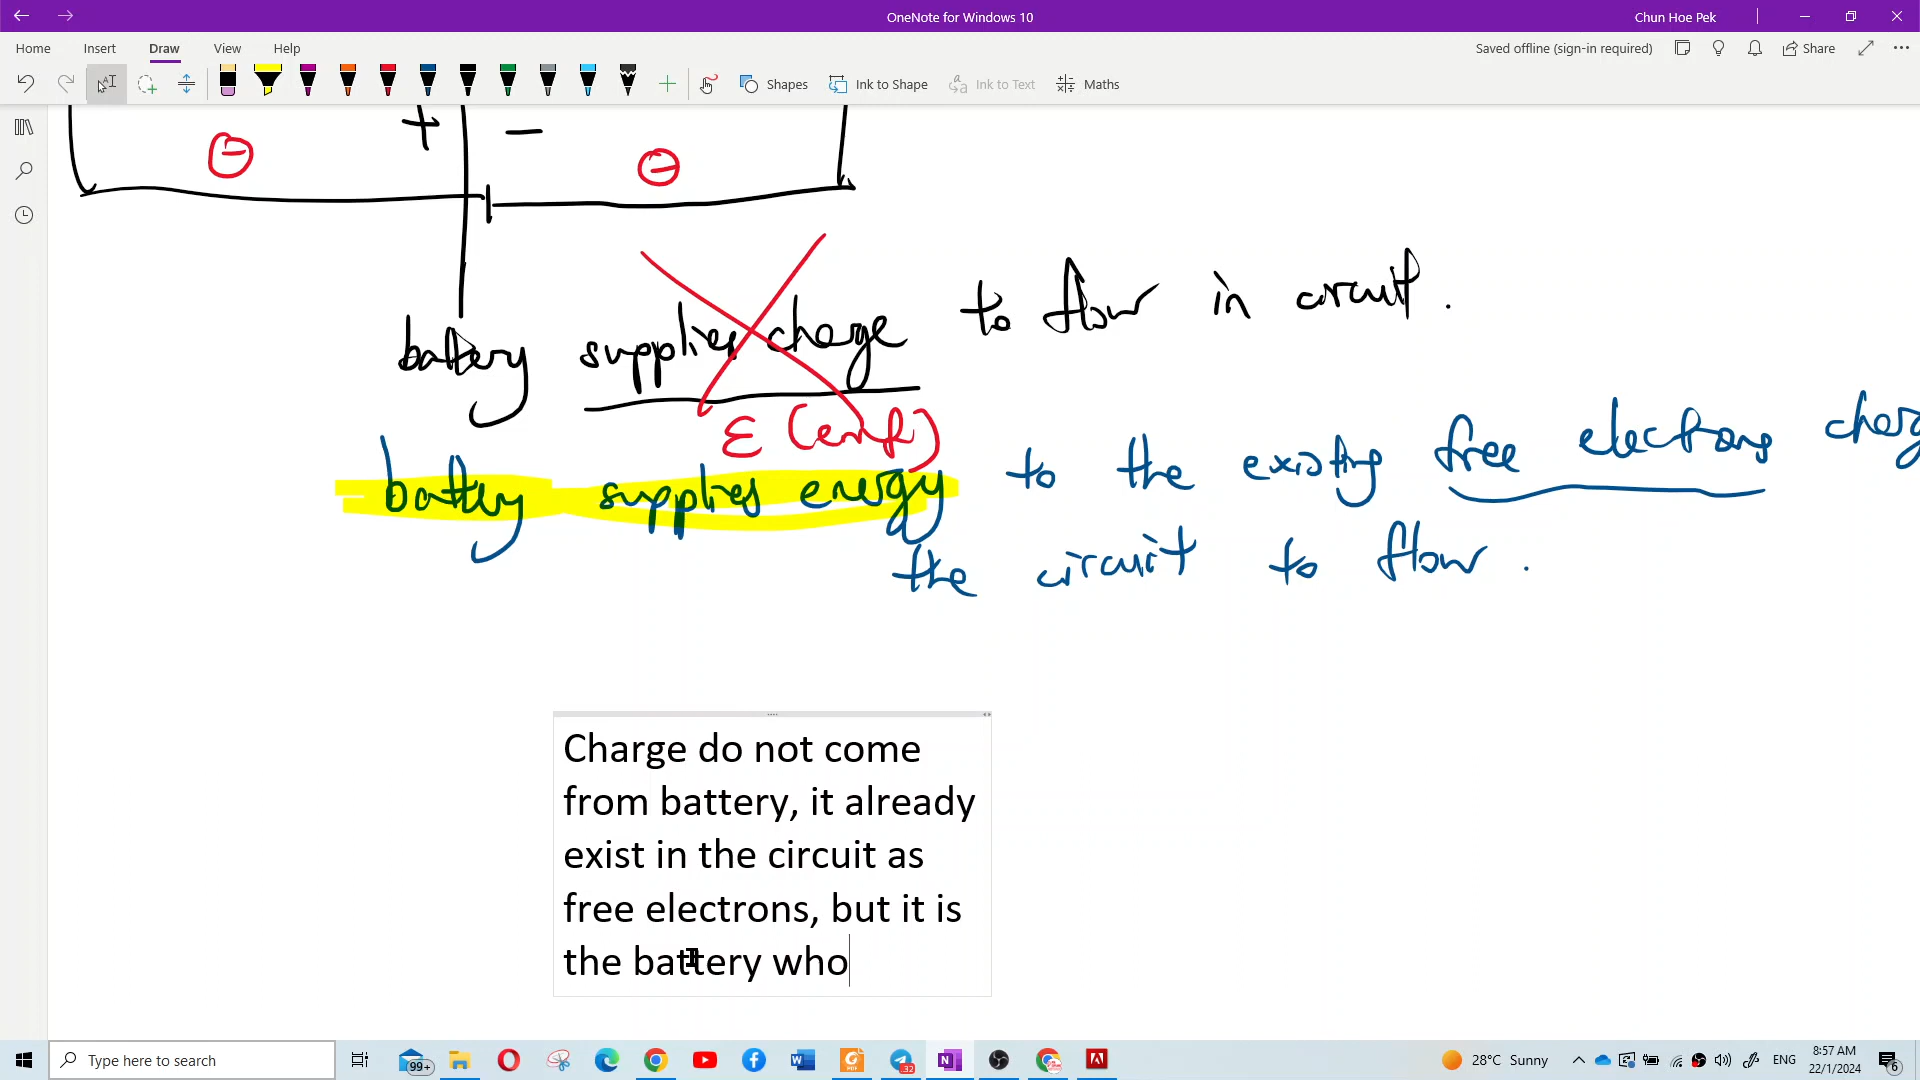 OneNote for Windows 10
Chun Hoe Pek
Home Insert Draw View Help
Saved offline (sign-in required)
Share
Shapes
Ink to Shape
Ink to Text
Maths
+ -
battery supplies charge to flow in circuit.
ε (emf)
battery supplies energy to the existing free electrons charg
the circuit to flow.
Charge do not come
from battery, it already
exist in the circuit as
free electrons, but it is
the battery who
Type here to search
99+
32
28°C Sunny
ENG
8:57 AM
22/1/2024
6